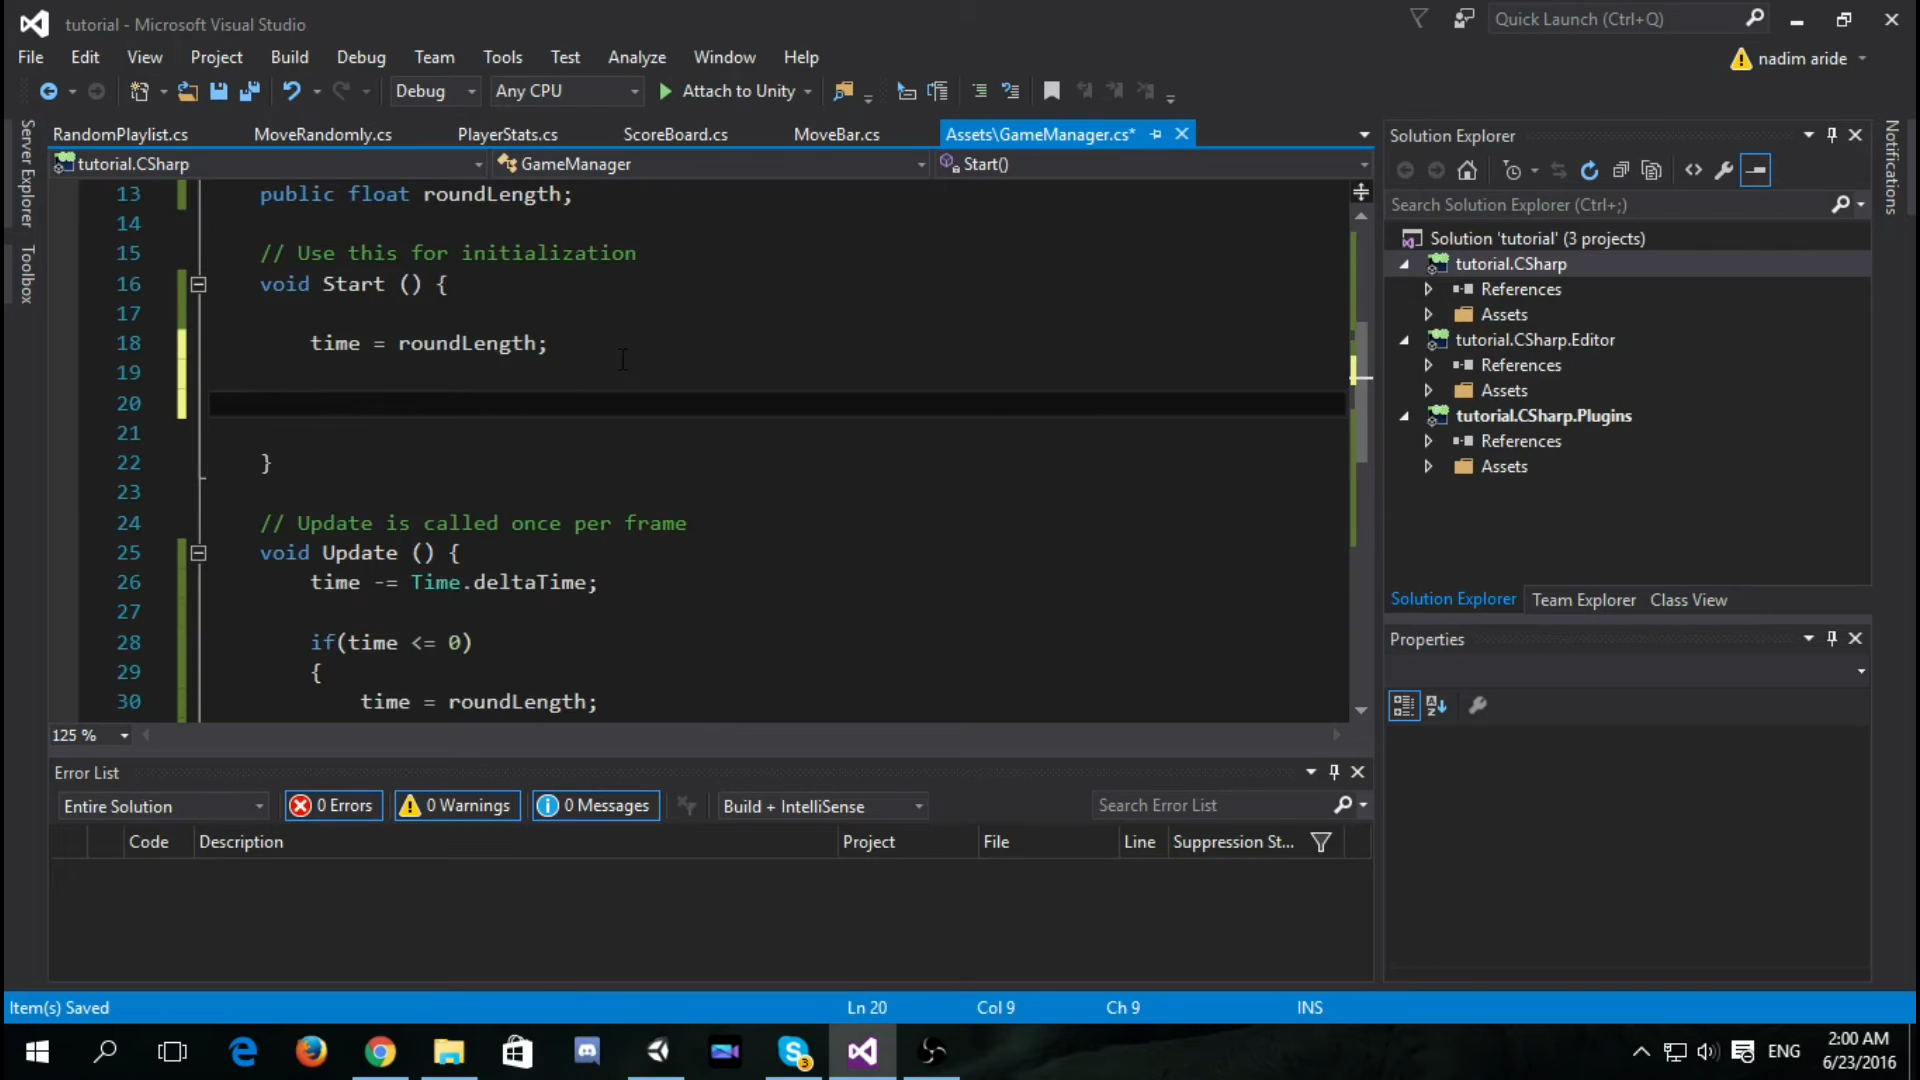 tutorial - Microsoft Visual Studio
Quick Launch (Ctrl+Q)
File Edit View Project Build Debug Team Tools Test Analyze Window Help
nadim aride
Debug Any CPU Attach to Unity
RandomPlaylist.cs MoveRandomly.cs PlayerStats.cs ScoreBoard.cs MoveBar.cs Assets\GameManager.cs*
tutorial.CSharp GameManager Start()
Server Explorer
Toolbox
13 public float roundLength;
14
15 // Use this for initialization
16 void Start () {
17
18 time = roundLength;
19
20
21
22 }
23
24 // Update is called once per frame
25 void Update () {
26 time -= Time.deltaTime;
27
28 if(time <= 0)
29 {
30 time = roundLength;
125 %
Solution Explorer
Search Solution Explorer (Ctrl+;)
Solution 'tutorial' (3 projects)
tutorial.CSharp
References
Assets
tutorial.CSharp.Editor
References
Assets
tutorial.CSharp.Plugins
References
Assets
Solution Explorer Team Explorer Class View
Properties
Notifications
Error List
Entire Solution 0 Errors 0 Warnings 0 Messages Build + IntelliSense Search Error List
Code Description Project File Line Suppression St...
Item(s) Saved Ln 20 Col 9 Ch 9 INS
3
ENG
2:00 AM
6/23/2016